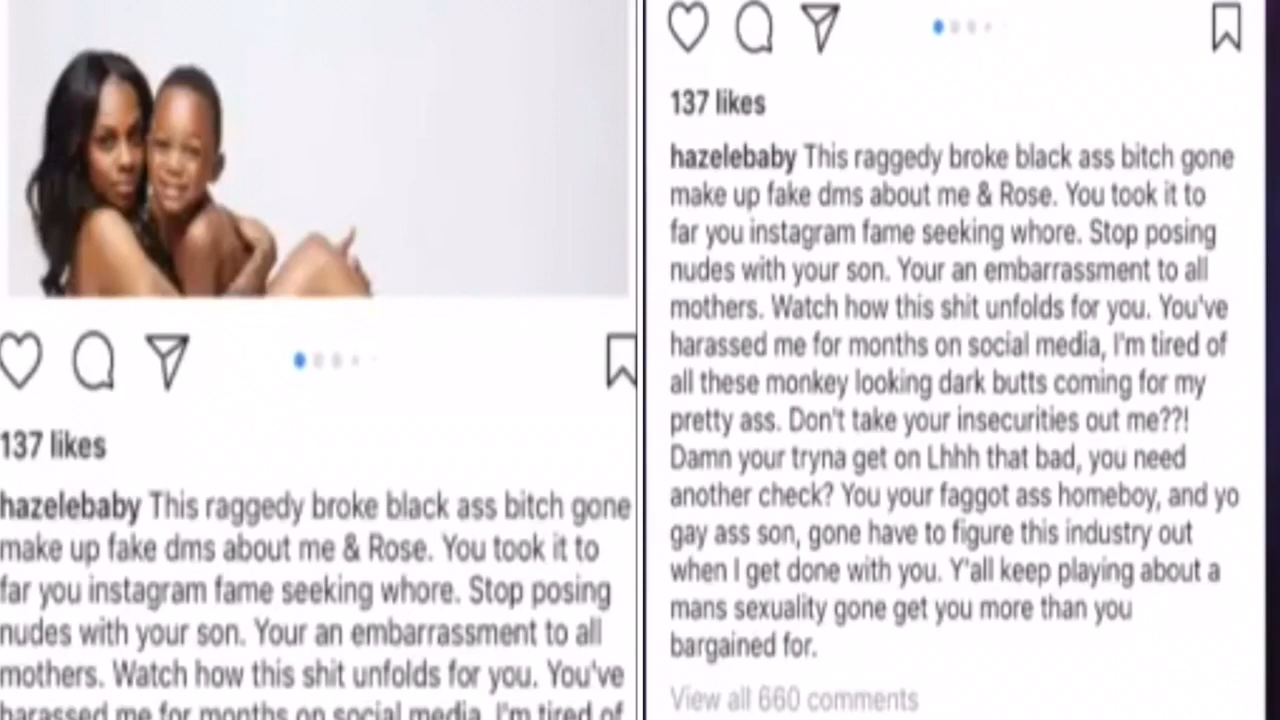 137 likes
hazelebaby This raggedy broke black ass bitch gone
make up fake dms about me & Rose. You took it to
far you instagram fame seeking whore. Stop posing
nudes with your son. Your an embarrassment to all
mothers. Watch how this shit unfolds for you. You've
harassed me for months on social media, I'm tired of
137 likes
hazelebaby This raggedy broke black ass bitch gone
make up fake dms about me & Rose. You took it to
far you instagram fame seeking whore. Stop posing
nudes with your son. Your an embarrassment to all
mothers. Watch how this shit unfolds for you. You've
harassed me for months on social media, I'm tired of
all these monkey looking dark butts coming for my
pretty ass. Don't take your insecurities out me??!
Damn your tryna get on Lhhh that bad, you need
another check? You your faggot ass homeboy, and yo
gay ass son, gone have to figure this industry out
when I get done with you. Y'all keep playing about a
mans sexuality gone get you more than you
bargained for.
View all 660 comments